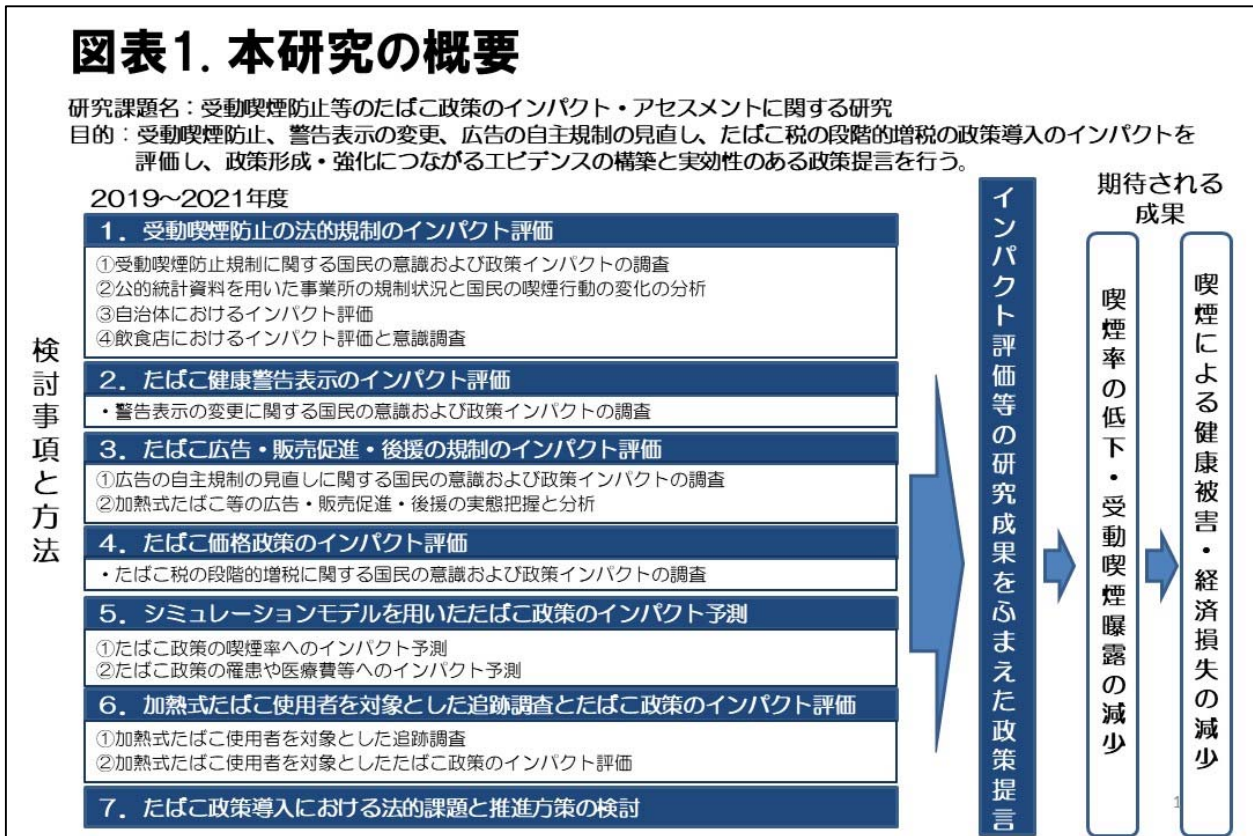 図表1. 本研究の概要
研究課題名：受動喫煙防止等のたばこ政策のインパクト・アセスメントに関する研究
目的：受動喫煙防止、警告表示の変更、広告の自主規制の見直し、たばこ税の段階的増税の政策導入のインパクトを
評価し、政策形成・強化につながるエビデンスの構築と実効性のある政策提言を行う。
2019～2021年度
検討事項と方法
1．受動喫煙防止の法的規制のインパクト評価
①受動喫煙防止規制に関する国民の意識および政策インパクトの調査
②公的統計資料を用いた事業所の規制状況と国民の喫煙行動の変化の分析
③自治体におけるインパクト評価
④飲食店におけるインパクト評価と意識調査
2．たばこ健康警告表示のインパクト評価
・警告表示の変更に関する国民の意識および政策インパクトの調査
3．たばこ広告・販売促進・後援の規制のインパクト評価
①広告の自主規制の見直しに関する国民の意識および政策インパクトの調査
②加熱式たばこ等の広告・販売促進・後援の実態把握と分析
4．たばこ価格政策のインパクト評価
・たばこ税の段階的増税に関する国民の意識および政策インパクトの調査
5．シミュレーションモデルを用いたたばこ政策のインパクト予測
①たばこ政策の喫煙率へのインパクト予測
②たばこ政策の罹患や医療費等へのインパクト予測
6．加熱式たばこ使用者を対象とした追跡調査とたばこ政策のインパクト評価
①加熱式たばこ使用者を対象とした追跡調査
②加熱式たばこ使用者を対象としたたばこ政策のインパクト評価
7．たばこ政策導入における法的課題と推進方策の検討
インパクト評価等の研究成果をふまえた政策提言
期待される
成果
喫煙率の低下・受動喫煙曝露の減少
喫煙による健康被害・経済損失の減少
1